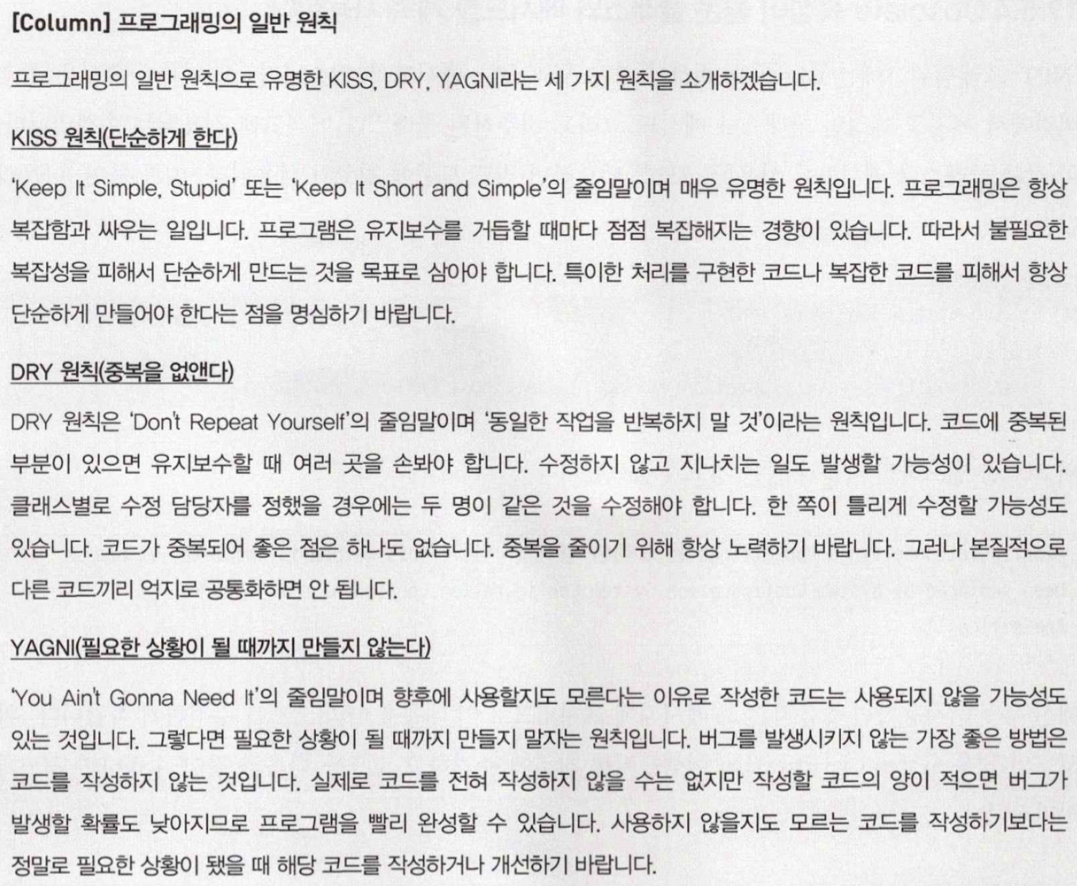 [Column] 프로그래밍의 일반 원칙
프로그래밍의 일반 원칙으로 유명한 KISS, DRY, YAGNI라는 세 가지 원칙을 소개하겠습니다.
KISS 원칙(단순하게 한다)
'Keep It Simple, Stupid' 또는 'Keep It Short and Simple'의 줄임말이며 매우 유명한 원칙입니다. 프로그래밍은 항상
복잡함과 싸우는 일입니다. 프로그램은 유지보수를 거듭할 때마다 점점 복잡해지는 경향이 있습니다. 따라서 불필요한
복잡성을 피해서 단순하게 만드는 것을 목표로 삼아야 합니다. 특이한 처리를 구현한 코드나 복잡한 코드를 피해서 항상
단순하게 만들어야 한다는 점을 명심하기 바랍니다.
DRY 원칙(중복을 없앤다)
DRY 원칙은 'Don't Repeat Yourself'의 줄임말이며 '동일한 작업을 반복하지 말 것'이라는 원칙입니다. 코드에 중복된
부분이 있으면 유지보수할 때 여러 곳을 손봐야 합니다. 수정하지 않고 지나치는 일도 발생할 가능성이 있습니다.
클래스별로 수정 담당자를 정했을 경우에는 두 명이 같은 것을 수정해야 합니다. 한 쪽이 틀리게 수정할 가능성도
있습니다. 코드가 중복되어 좋은 점은 하나도 없습니다. 중복을 줄이기 위해 항상 노력하기 바랍니다. 그러나 본질적으로
다른 코드끼리 억지로 공통화하면 안 됩니다.
YAGNI(필요한 상황이 될 때까지 만들지 않는다)
'You Ain't Gonna Need It'의 줄임말이며 향후에 사용할지도 모른다는 이유로 작성한 코드는 사용되지 않을 가능성도
있는 것입니다. 그렇다면 필요한 상황이 될 때까지 만들지 말자는 원칙입니다. 버그를 발생시키지 않는 가장 좋은 방법은
코드를 작성하지 않는 것입니다. 실제로 코드를 전혀 작성하지 않을 수는 없지만 작성할 코드의 양이 적으면 버그가
발생할 확률도 낮아지므로 프로그램을 빨리 완성할 수 있습니다. 사용하지 않을지도 모르는 코드를 작성하기보다는
정말로 필요한 상황이 됐을 때 해당 코드를 작성하거나 개선하기 바랍니다.